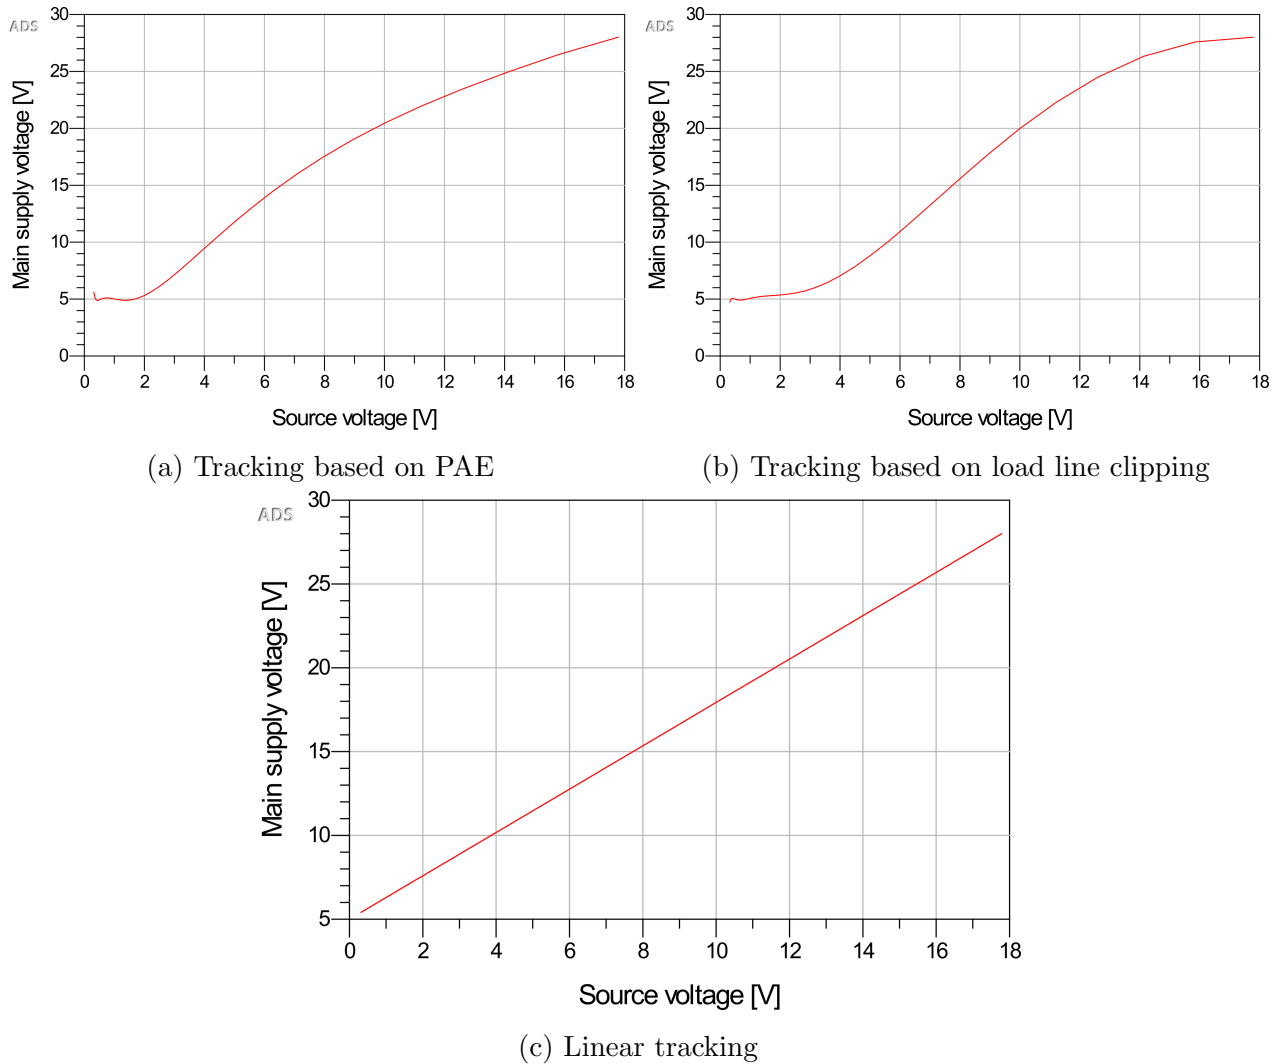 ADS
Main supply voltage [V]
30
25
20
15
10
5
0
0 2 4 6 8 10 12 14 16 18
Source voltage [V]
(a) Tracking based on PAE
ADS
Main supply voltage [V]
30
25
20
15
10
5
0
0 2 4 6 8 10 12 14 16 18
Source voltage [V]
(b) Tracking based on load line clipping
ADS
Main supply voltage [V]
30
25
20
15
10
5
0 2 4 6 8 10 12 14 16 18
Source voltage [V]
(c) Linear tracking